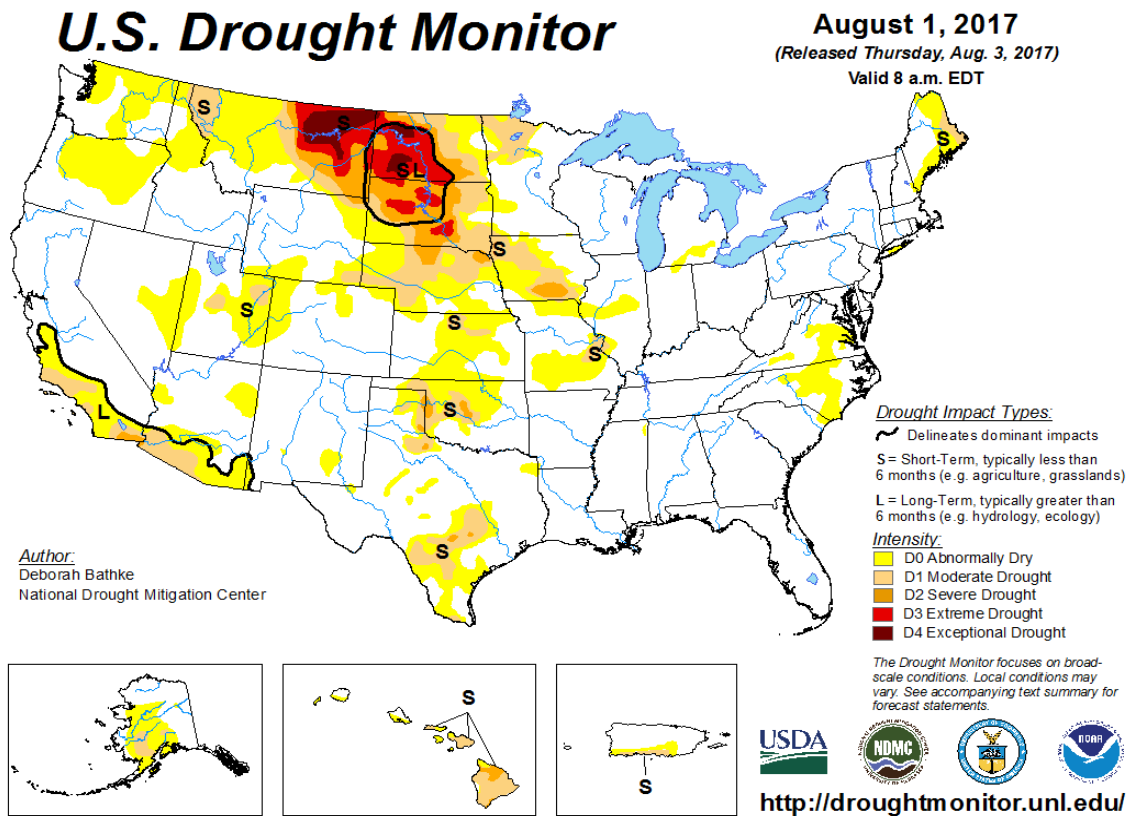 U.S. Drought Monitor
August 1, 2017
(Released Thursday, Aug. 3, 2017)
Valid 8 a.m. EDT
S
S
S
SL
S
S
S
S
L
S
S
S
Drought Impact Types:
Delineates dominant impacts
S = Short-Term, typically less than
6 months (e.g. agriculture, grasslands)
L = Long-Term, typically greater than
6 months (e.g. hydrology, ecology)
Intensity:
D0 Abnormally Dry
D1 Moderate Drought
D2 Severe Drought
D3 Extreme Drought
D4 Exceptional Drought
Author:
Deborah Bathke
National Drought Mitigation Center
The Drought Monitor focuses on broad-
scale conditions. Local conditions may
vary. See accompanying text summary for
forecast statements.
S
S
USDA
NDMC
NOAA
http://droughtmonitor.unl.edu/